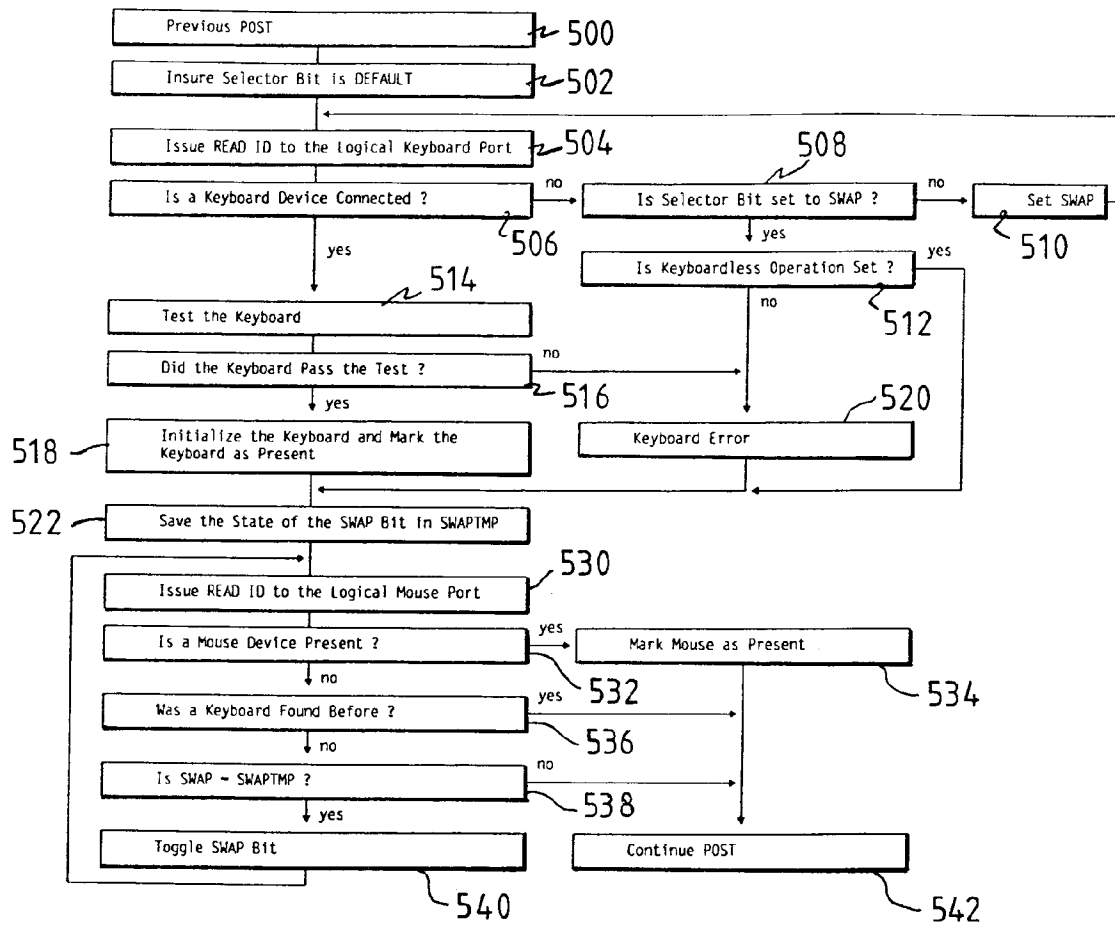 Previous POST
500
Insure Selector Bit is DEFAULT
502
Issue READ ID to the Logical Keyboard Port
504
508
Is a Keyboard Device Connected ?
no
Is Selector Bit set to SWAP ?
no
Set SWAP
506
510
yes
yes
Is Keyboardless Operation Set ?
yes
514
no
512
Test the Keyboard
Did the Keyboard Pass the Test ?
no
516
yes
520
518
Initialize the Keyboard and Mark the
Keyboard as Present
Keyboard Error
522
Save the State of the SWAP Bit in SWAPTMP
530
Issue READ ID to the Logical Mouse Port
Is a Mouse Device Present ?
yes
Mark Mouse as Present
532
534
no
Was a Keyboard Found Before ?
yes
536
no
Is SWAP = SWAPTMP ?
no
538
yes
Toggle SWAP Bit
Continue POST
540
542